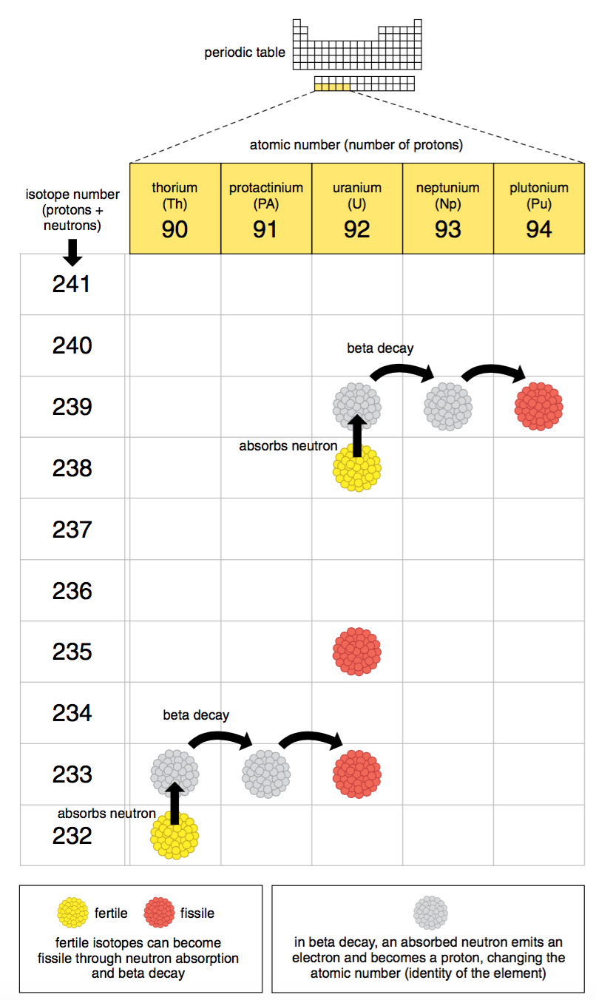 periodic table
atomic number (number of protons)
isotope number
(protons +
neutrons)
thorium
(Th)
90
protactinium
(PA)
91
uranium
(U)
92
neptunium
(Np)
93
plutonium
(Pu)
94
241
240
beta decay
239
absorbs neutron
238
237
236
235
234
beta decay
233
absorbs neutron
232
fertile
fissile
fertile isotopes can become
fissile through neutron absorption
and beta decay
in beta decay, an absorbed neutron emits an
electron and becomes a proton, changing the
atomic number (identity of the element)